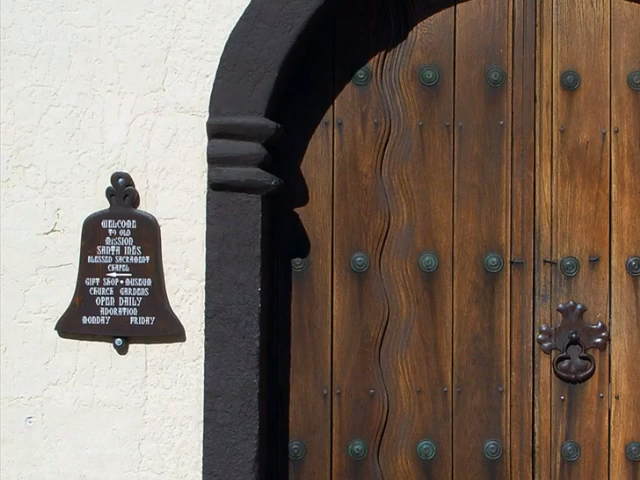 WELCOME
TO OLD
MISSION
SANTA INES
BLESSED SACRAMENT
CHAPEL
GIFT SHOP • MUSEUM
CHURCH GARDENS
OPEN DAILY
ADORATION
MONDAY FRIDAY